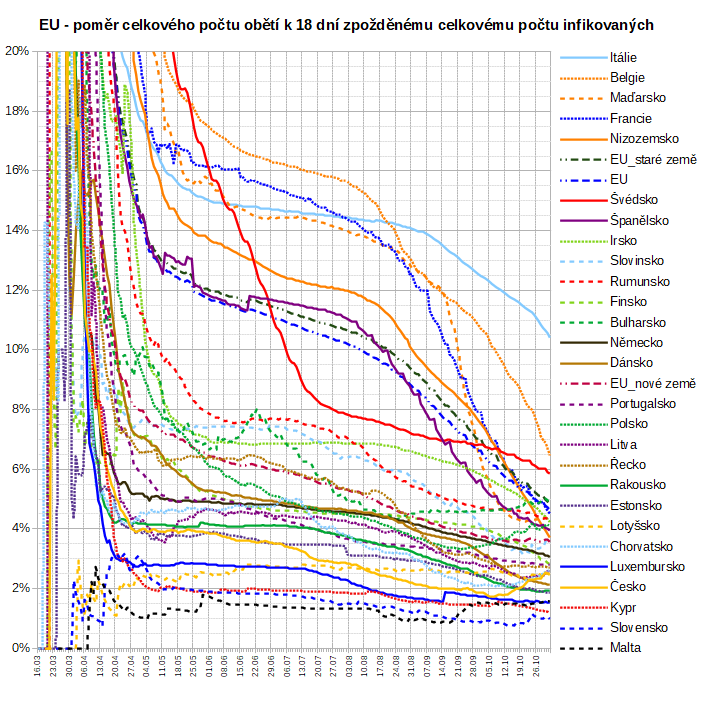 EU - poměr celkového počtu obětí k 18 dní zpožděnému celkovému počtu infikovaných
20%
18%
16%
14%
12%
10%
8%
6%
4%
2%
0%
16.03
23.03
30.03
06.04
13.04
20.04
27.04
04.05
11.05
18.05
25.05
01.06
08.06
15.06
22.06
29.06
06.07
13.07
20.07
27.07
03.08
10.08
17.08
24.08
31.08
07.09
14.09
21.09
28.09
05.10
12.10
19.10
26.10
Itálie
Belgie
Maďarsko
Francie
Nizozemsko
EU_staré země
EU
Švédsko
Španělsko
Irsko
Slovinsko
Rumunsko
Finsko
Bulharsko
Německo
Dánsko
EU_nové země
Portugalsko
Polsko
Litva
Řecko
Rakousko
Estonsko
Lotyšsko
Chorvatsko
Luxembursko
Česko
Kypr
Slovensko
Malta